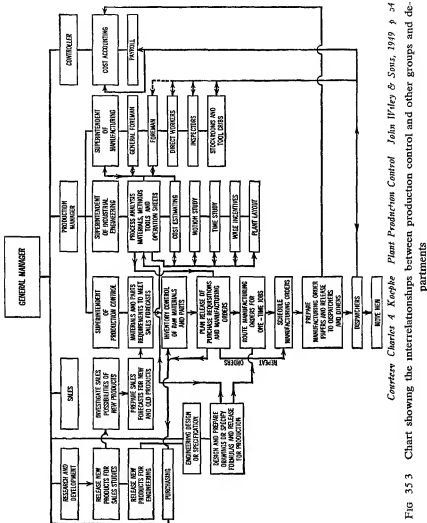 GENERAL MANAGER
RESEARCH AND
DEVELOPMENT
SALES
PRODUCTION
MANAGER
CONTROLLER
RELEASE NEW
PRODUCTS FOR
SALES STUDIES
INVESTIGATE SALES
POSSIBILITIES OF
NEW PRODUCTS
SUPERINTENDENT
OF
PRODUCTION CONTROL
SUPERINTENDENT
OF INDUSTRIAL
ENGINEERING
SUPERINTENDENT
OF
MANUFACTURING
COST ACCOUNTING
RELEASE NEW
PRODUCTS FOR
ENGINEERING
PREPARE SALES
FORECASTS FOR NEW
AND OLD PRODUCTS
MATERIALS AND PARTS
REQUIREMENTS TO MEET
SALES FORECASTS
PROCESS ANALYSIS
MATERIALS, METHODS
TOOLS AND
OPERATION SHEETS
GENERAL FOREMAN
PAYROLL
PURCHASING
INVENTORY CONTROL
OF RAW MATERIALS
AND PARTS
COST ESTIMATING
FOREMAN
ENGINEERING DESIGN
OR SPECIFICATION
PLAN RELEASE OF
PURCHASE REQUISITIONS
AND MANUFACTURING
ORDERS
MOTION STUDY
DIRECT WORKERS
DESIGN AND PREPARE
ORIGINALS OR SPECIFY
FORMULAS AND RELEASE
FOR PRODUCTION
ORDERS
ROUTE MANUFACTURING
ORDERS FOR
ONE-TIME JOBS
TIME STUDY
INSPECTORS
REPEAT
SCHEDULE
MANUFACTURING ORDERS
WAGE INCENTIVES
STOCKROOMS AND
TOOL CRIBS
PREPARE
MANUFACTURING ORDER
PAPERS AND RELEASE
TO DISPATCHERS
AND OTHERS
PLANT LAYOUT
DISPATCHERS
MOVE MEN
Courtesy Charles A Koepke Plant Production Control John Wiley & Sons, 1949 p 54
FIG 35 3 Chart showing the interrelationships between production control and other groups and de-
partments